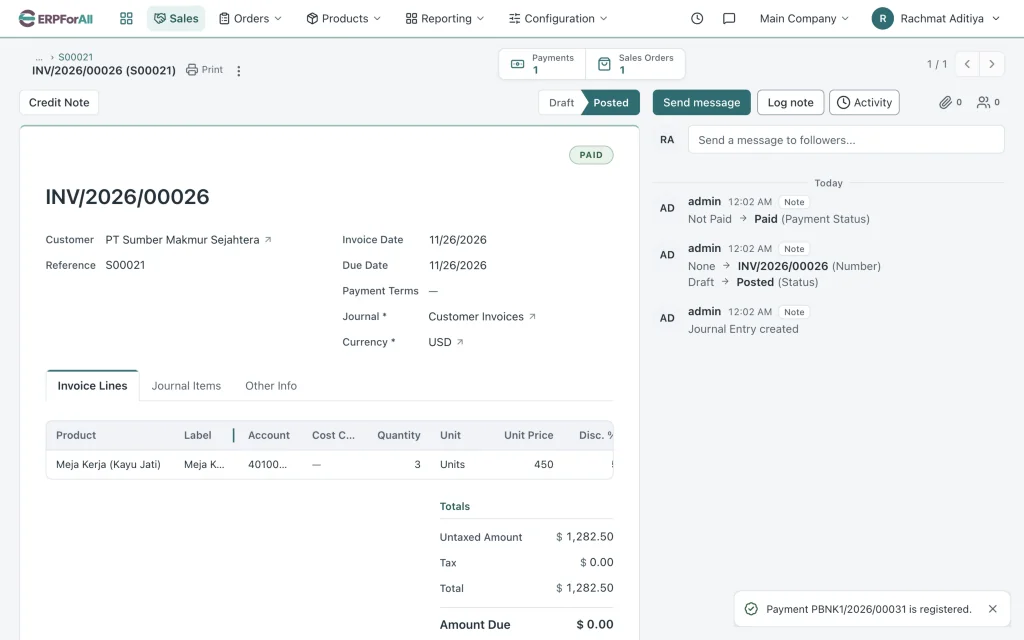 ERPForAll
Sales
Orders
Products
Reporting
Configuration
Main Company
R
Rachmat Aditiya
... > S00021
INV/2026/00026 (S00021)
Print
Payments
1
Sales Orders
1
1 / 1
Credit Note
Draft
Posted
Send message
Log note
Activity
0
0
PAID
INV/2026/00026
Customer PT Sumber Makmur Sejahtera
Reference S00021
Invoice Date 11/26/2026
Due Date 11/26/2026
Payment Terms —
Journal * Customer Invoices
Currency * USD
Invoice Lines
Journal Items
Other Info
Product Label Account Cost C... Quantity Unit Unit Price Disc. %
Meja Kerja (Kayu Jati) Meja K... 40100... — 3 Units 450
Totals
Untaxed Amount $ 1,282.50
Tax $ 0.00
Total $ 1,282.50
Amount Due $ 0.00
RA
Send a message to followers...
Today
AD
admin 12:02 AM Note
Not Paid → Paid (Payment Status)
AD
admin 12:02 AM Note
None → INV/2026/00026 (Number)
Draft → Posted (Status)
AD
admin 12:02 AM Note
Journal Entry created
Payment PBNK1/2026/00031 is registered.